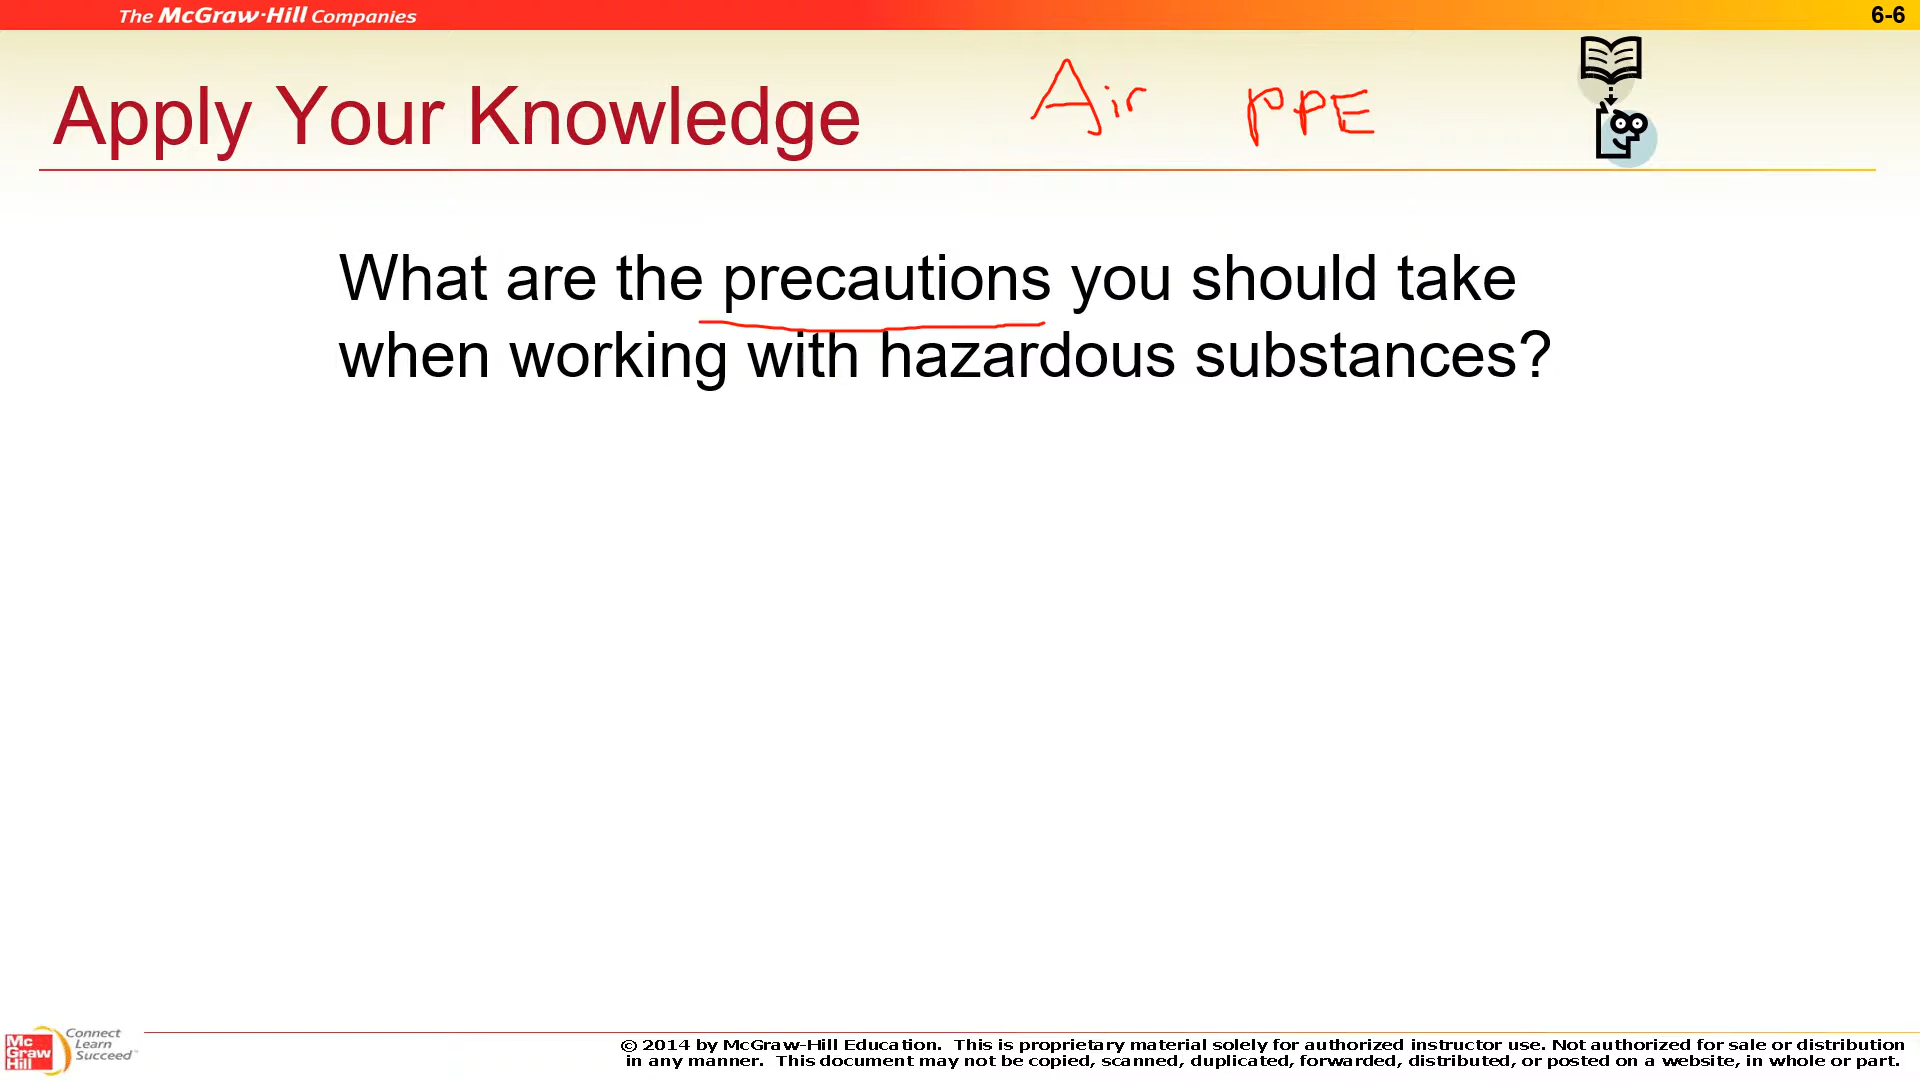 The McGraw-Hill Companies
6-6
Apply Your Knowledge
Air PPE
What are the precautions you should take
when working with hazardous substances?
Mc
Graw
Hill
Connect
Learn
Succeed™
© 2014 by McGraw-Hill Education. This is proprietary material solely for authorized instructor use. Not authorized for sale or distribution
in any manner. This document may not be copied, scanned, duplicated, forwarded, distributed, or posted on a website, in whole or part.